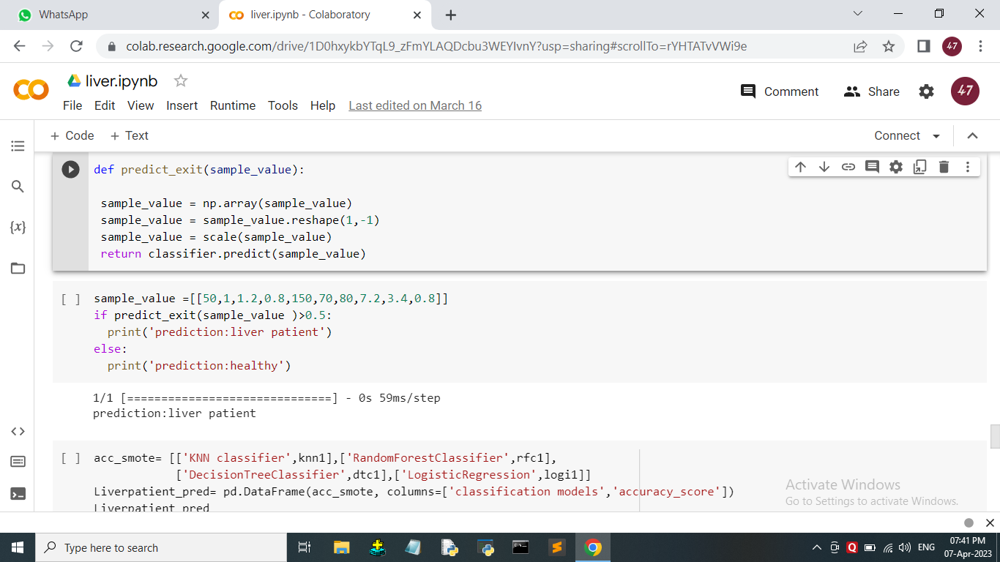 WhatsApp
liver.ipynb - Colaboratory
colab.research.google.com/drive/1D0hxykbYTqL9_zFmYLAQDcbu3WEYIvnY?usp=sharing#scrollTo=rYHTATvVWi9e
47
liver.ipynb
File Edit View Insert Runtime Tools Help Last edited on March 16
Comment Share 47
+ Code + Text
Connect
def predict_exit(sample_value):
sample_value = np.array(sample_value)
sample_value = sample_value.reshape(1,-1)
sample_value = scale(sample_value)
return classifier.predict(sample_value)
{x}
[ ] sample_value =[[50,1,1.2,0.8,150,70,80,7.2,3.4,0.8]]
if predict_exit(sample_value )>0.5:
print('prediction:liver patient')
else:
print('prediction:healthy')
1/1 [==============================] - 0s 59ms/step
prediction:liver patient
[ ] acc_smote= [['KNN classifier',knn1],['RandomForestClassifier',rfc1],
['DecisionTreeClassifier',dtc1],['LogisticRegression',logi1]]
Liverpatient_pred= pd.DataFrame(acc_smote, columns=['classification models','accuracy_score'])
Liverpatient_pred
Activate Windows
Go to Settings to activate Windows.
Type here to search
ENG
07:41 PM
07-Apr-2023